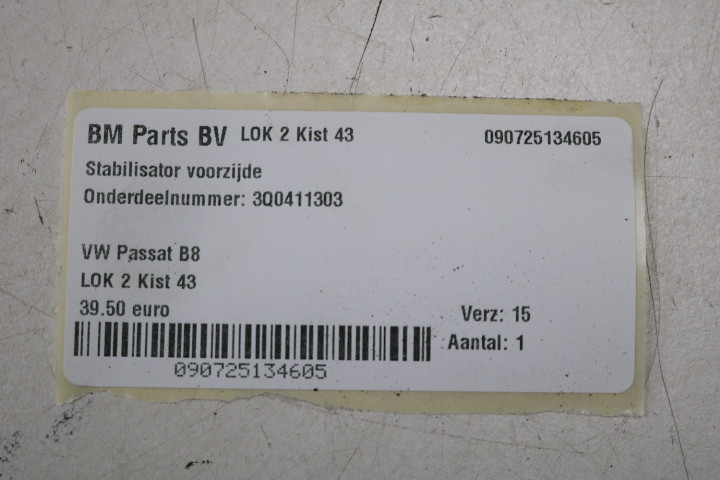 BM Parts BV LOK 2 Kist 43 090725134605
Stabilisator voorzijde
Onderdeelnummer: 3Q0411303
VW Passat B8
LOK 2 Kist 43
39.50 euro Verz: 15
Aantal: 1
090725134605